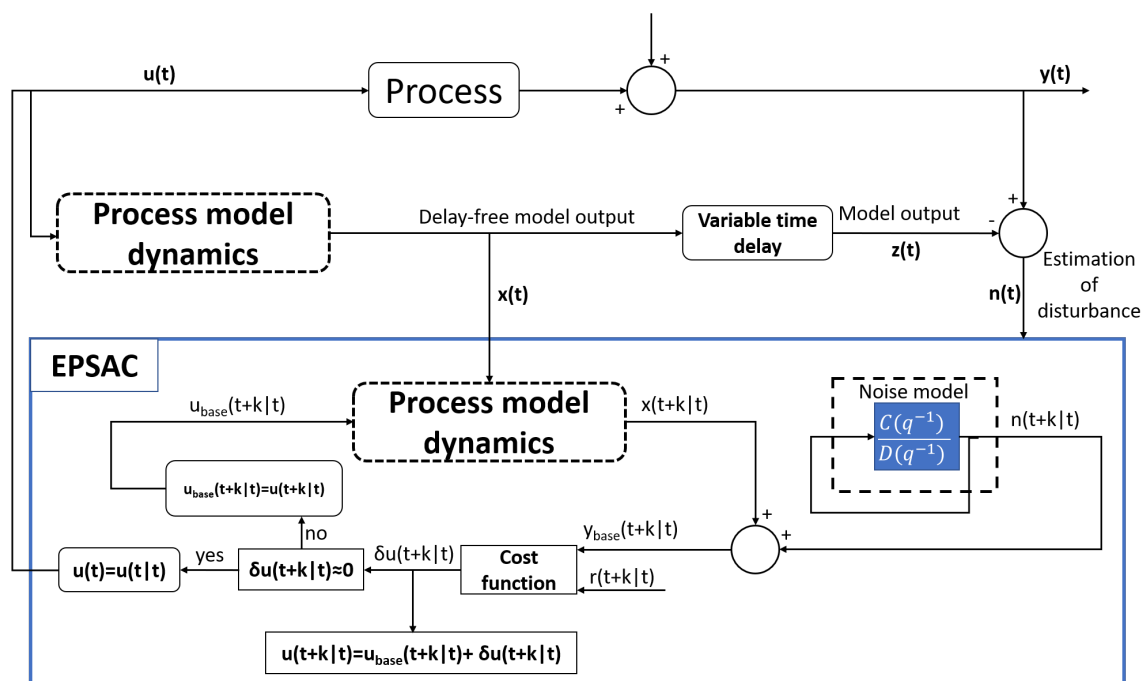 +
u(t)
y(t)
Process
+
Process model
dynamics
Delay-free model output
Variable time
delay
Model output
z(t)
+
-
x(t)
n(t)
Estimation
of
disturbance
EPSAC
u_base(t+k|t)
Process model
dynamics
x(t+k|t)
Noise model
C(q⁻¹)
D(q⁻¹)
n(t+k|t)
u_base(t+k|t)=u(t+k|t)
+
+
no
y_base(t+k|t)
yes
δu(t+k|t)
Cost
function
u(t)=u(t|t)
δu(t+k|t)≈0
r(t+k|t)
u(t+k|t)=u_base(t+k|t)+ δu(t+k|t)